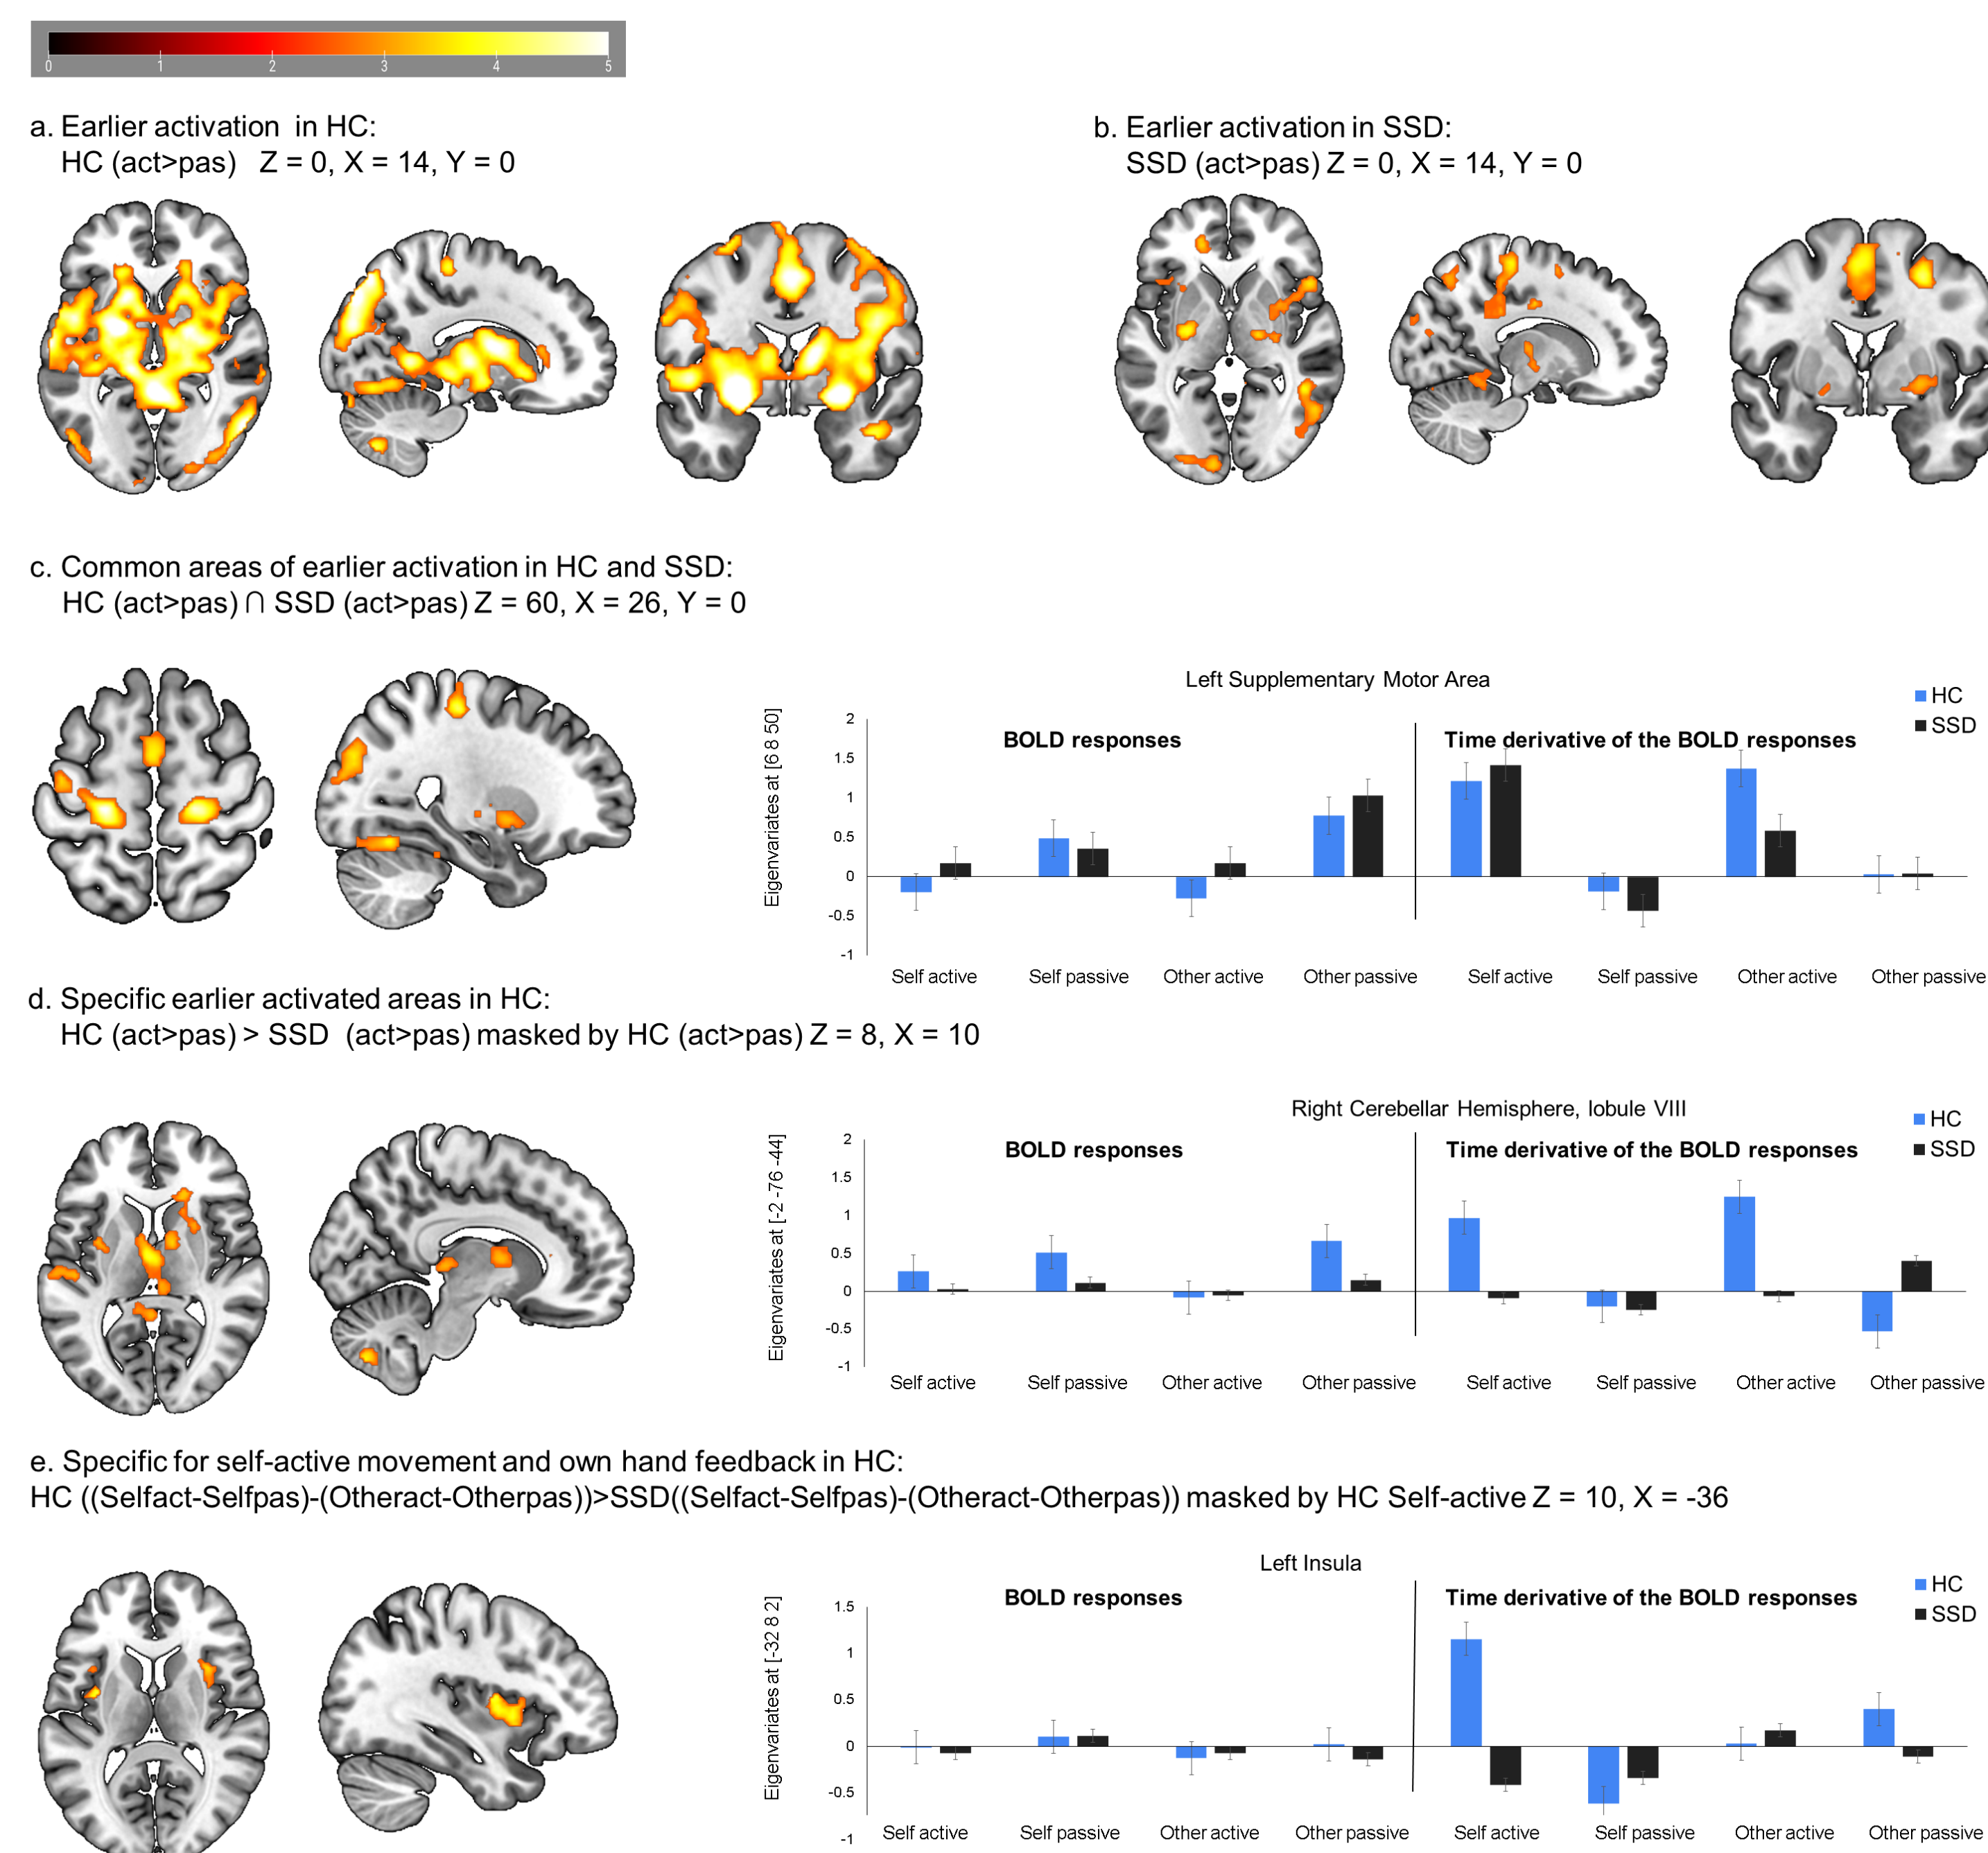 0 1 2 3 4 5
a. Earlier activation in HC:
HC (act>pas) Z = 0, X = 14, Y = 0
b. Earlier activation in SSD:
SSD (act>pas) Z = 0, X = 14, Y = 0
c. Common areas of earlier activation in HC and SSD:
HC (act>pas) ∩ SSD (act>pas) Z = 60, X = 26, Y = 0
Left Supplementary Motor Area
HC
SSD
BOLD responses
Time derivative of the BOLD responses
Eigenvariates at [6 8 50]
2
1.5
1
0.5
0
-0.5
-1
Self active Self passive Other active Other passive Self active Self passive Other active Other passive
d. Specific earlier activated areas in HC:
HC (act>pas) > SSD (act>pas) masked by HC (act>pas) Z = 8, X = 10
Right Cerebellar Hemisphere, lobule VIII
HC
SSD
BOLD responses
Time derivative of the BOLD responses
Eigenvariates at [-2 -76 -44]
2
1.5
1
0.5
0
-0.5
-1
Self active Self passive Other active Other passive Self active Self passive Other active Other passive
e. Specific for self-active movement and own hand feedback in HC:
HC ((Selfact-Selfpas)-(Otheract-Otherpas))>SSD((Selfact-Selfpas)-(Otheract-Otherpas)) masked by HC Self-active Z = 10, X = -36
Left Insula
HC
SSD
BOLD responses
Time derivative of the BOLD responses
Eigenvariates at [-32 8 2]
1.5
1
0.5
0
-0.5
-1
Self active Self passive Other active Other passive Self active Self passive Other active Other passive